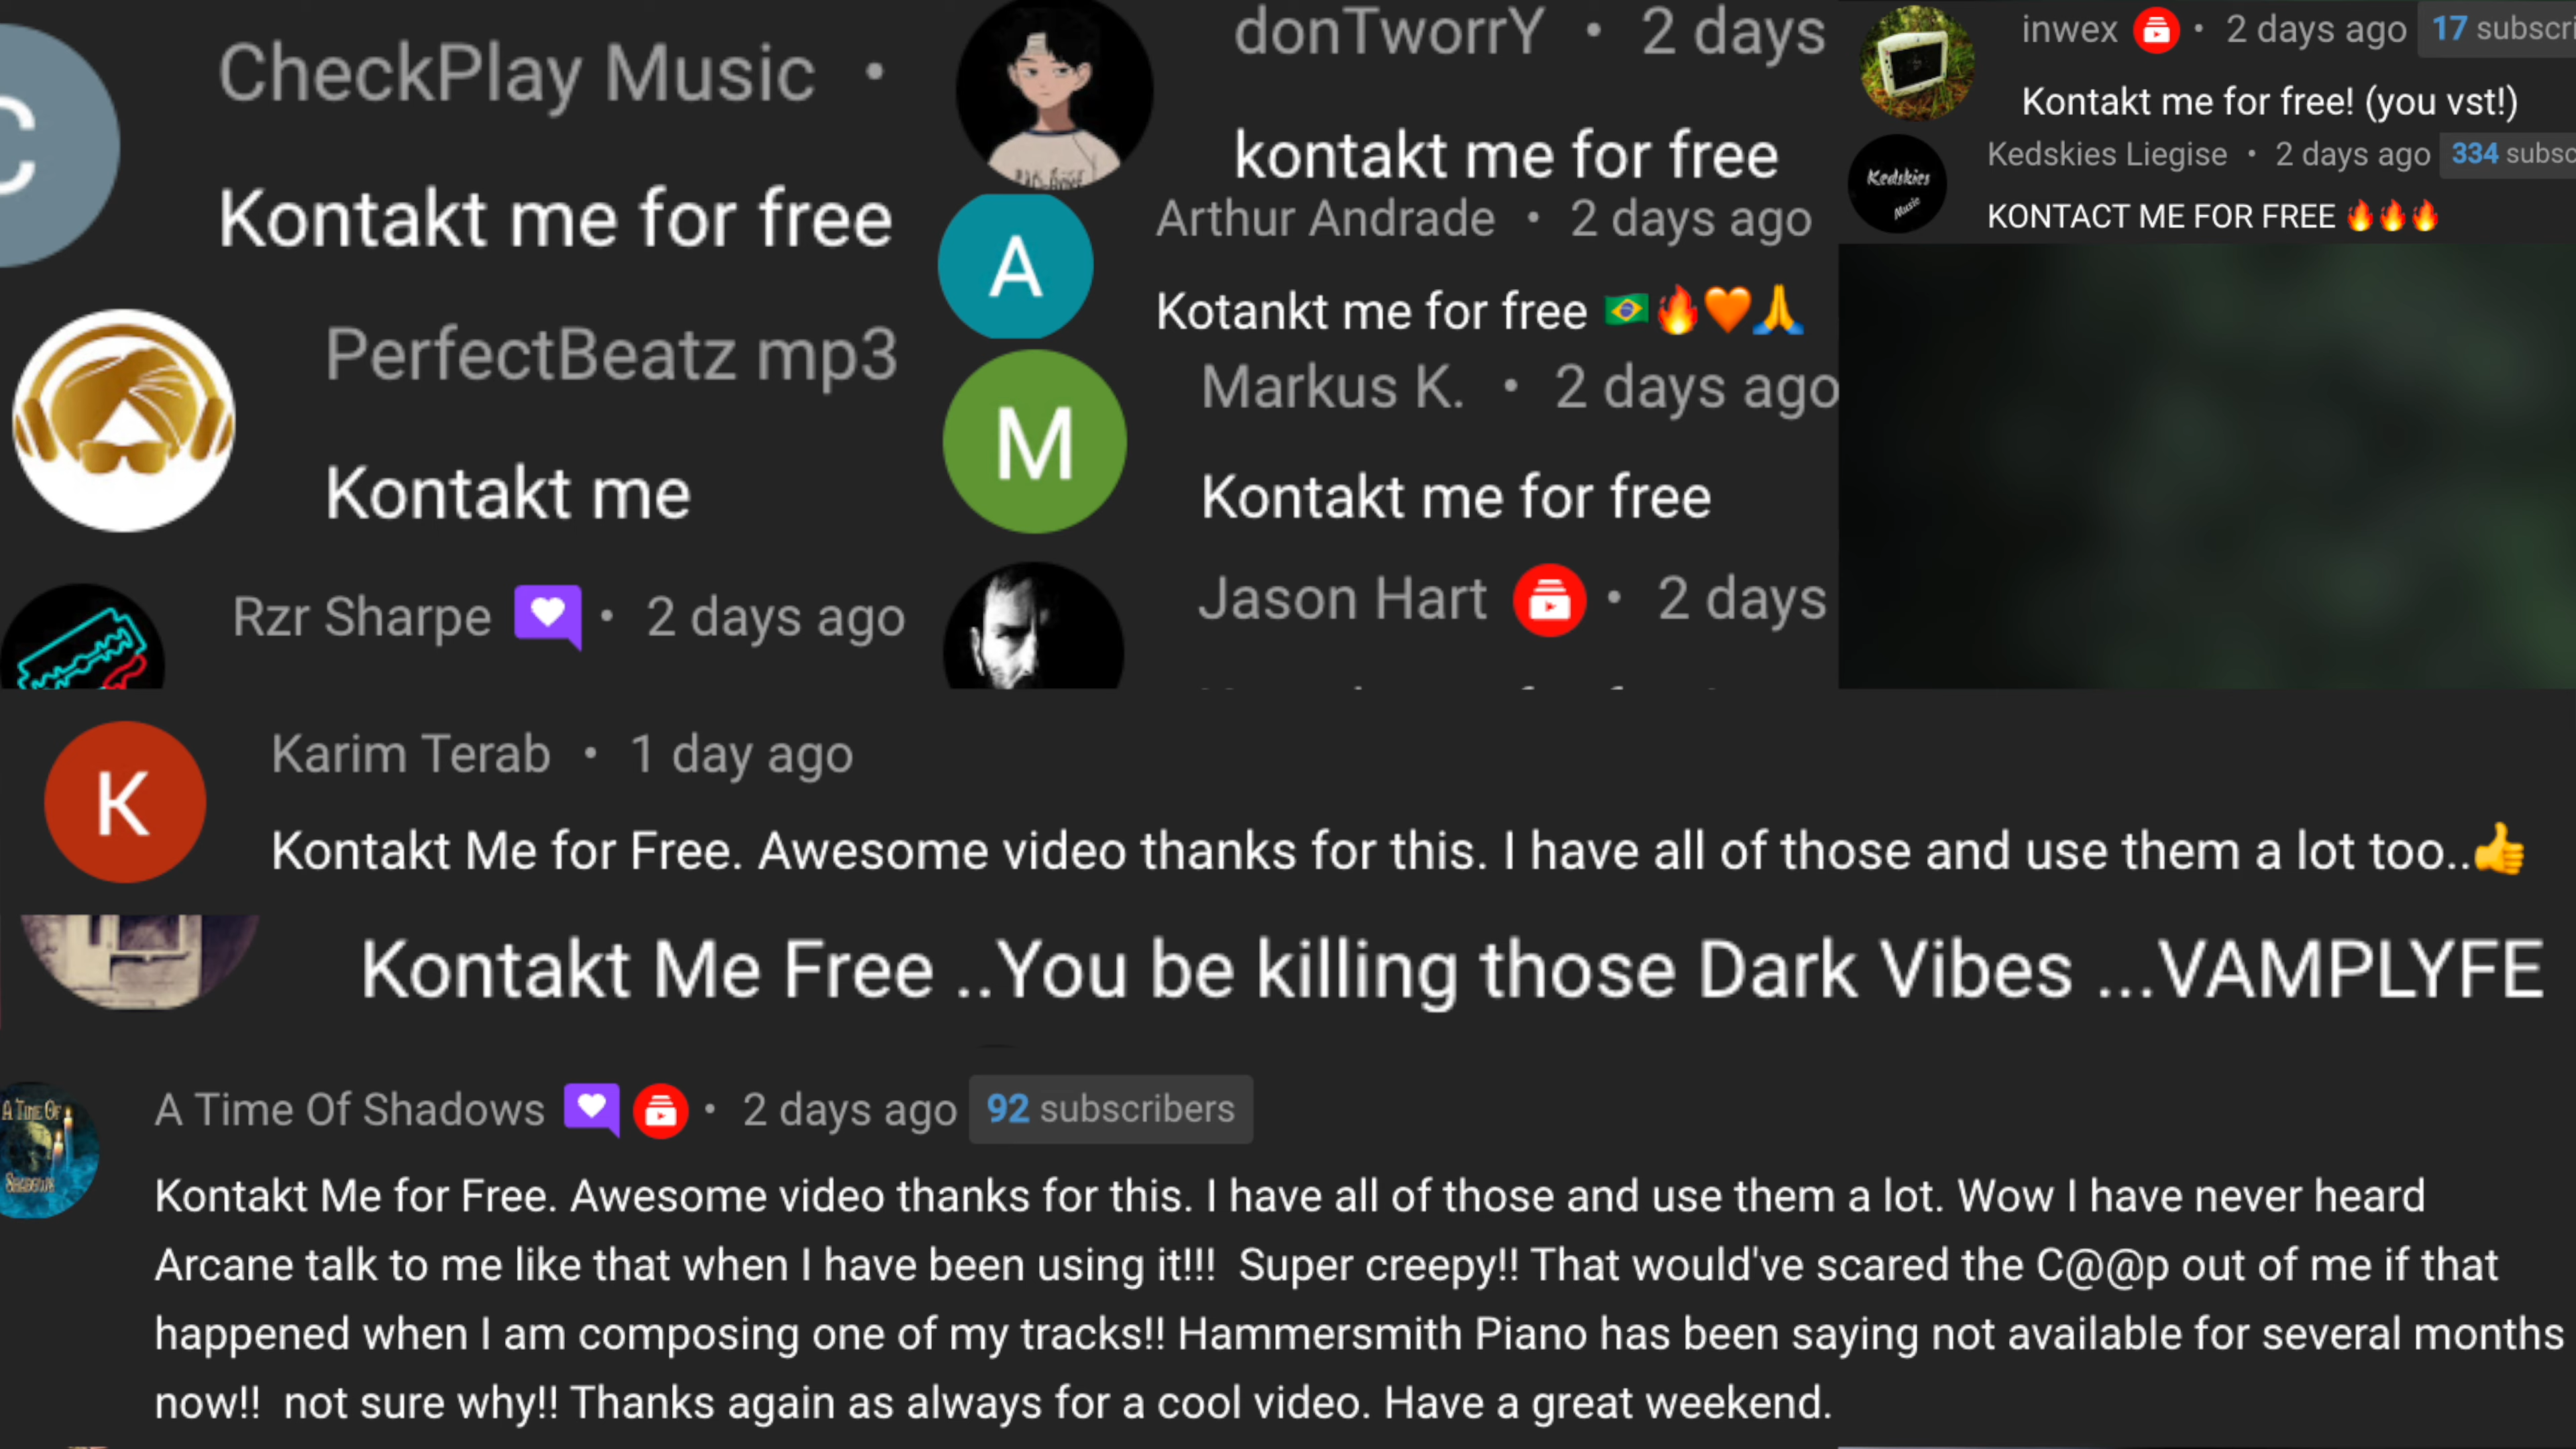 C
CheckPlay Music •
Kontakt me for free
PerfectBeatz mp3
Kontakt me
Rzr Sharpe • 2 days ago
donTworrY • 2 days
kontakt me for free
A
Arthur Andrade • 2 days ago
Kotankt me for free 🇧🇷🔥🧡🙏
M
Markus K. • 2 days ago
Kontakt me for free
Jason Hart • 2 days
inwex • 2 days ago 17 subscri
Kontakt me for free! (you vst!)
Kedskies Liegise • 2 days ago 334 subsc
Kedskies
Music
KONTACT ME FOR FREE 🔥🔥🔥
K
Karim Terab • 1 day ago
Kontakt Me for Free. Awesome video thanks for this. I have all of those and use them a lot too..👍
Kontakt Me Free ..You be killing those Dark Vibes ...VAMPLYFE
A TIME OF
SHADOWS
A Time Of Shadows • 2 days ago 92 subscribers
Kontakt Me for Free. Awesome video thanks for this. I have all of those and use them a lot. Wow I have never heard
Arcane talk to me like that when I have been using it!!!  Super creepy!! That would've scared the C@@p out of me if that
happened when I am composing one of my tracks!! Hammersmith Piano has been saying not available for several months
now!!  not sure why!! Thanks again as always for a cool video. Have a great weekend.